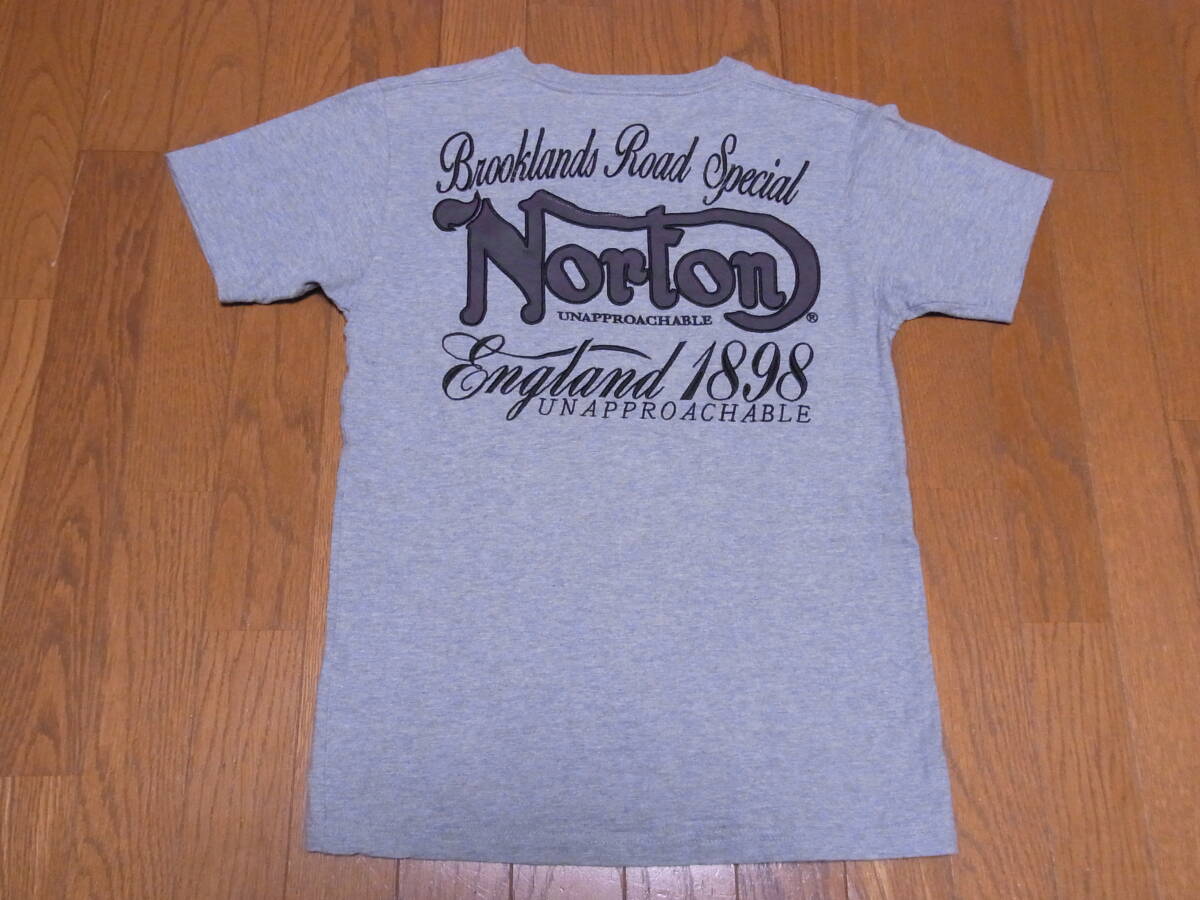 Brooklands Road Special
Norton
UNAPPROACHABLE ®
England 1898
UNAPPROACHABLE